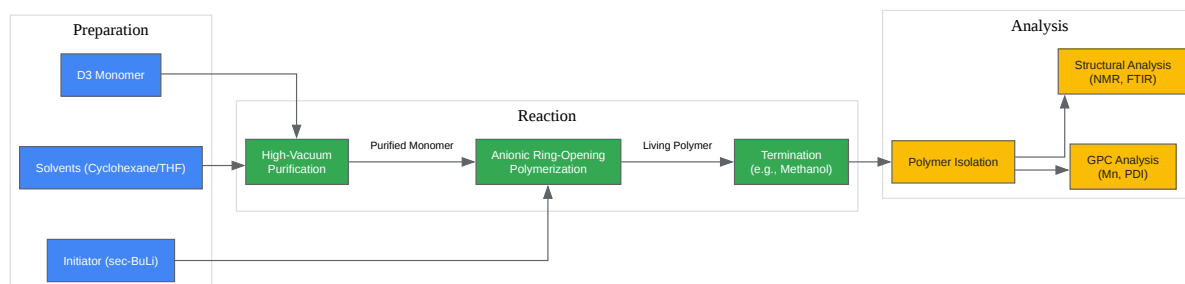 Preparation
D3 Monomer
Solvents (Cyclohexane/THF)
Initiator (sec-BuLi)
Reaction
High-Vacuum
Purification
Purified Monomer
Anionic Ring-Opening
Polymerization
Living Polymer
Termination
(e.g., Methanol)
Analysis
Polymer Isolation
Structural Analysis
(NMR, FTIR)
GPC Analysis
(Mn, PDI)